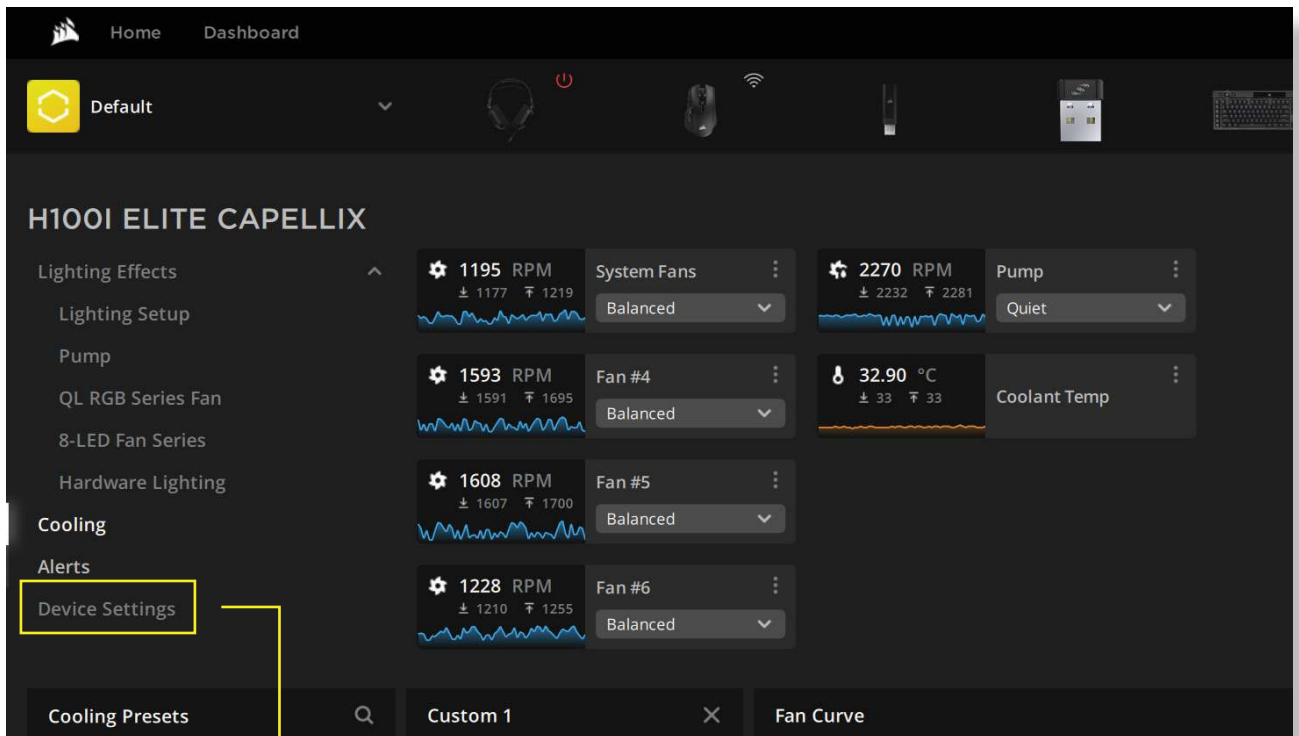 Home Dashboard
Default
H100I ELITE CAPELLIX
Lighting Effects
Lighting Setup
Pump
QL RGB Series Fan
8-LED Fan Series
Hardware Lighting
Cooling
Alerts
Device Settings
1195 RPM
1177 1219
System Fans
Balanced
2270 RPM
2232 2281
Pump
Quiet
1593 RPM
1591 1695
Fan #4
Balanced
32.90 °C
33 33
Coolant Temp
1608 RPM
1607 1700
Fan #5
Balanced
1228 RPM
1210 1255
Fan #6
Balanced
Cooling Presets
Custom 1
Fan Curve